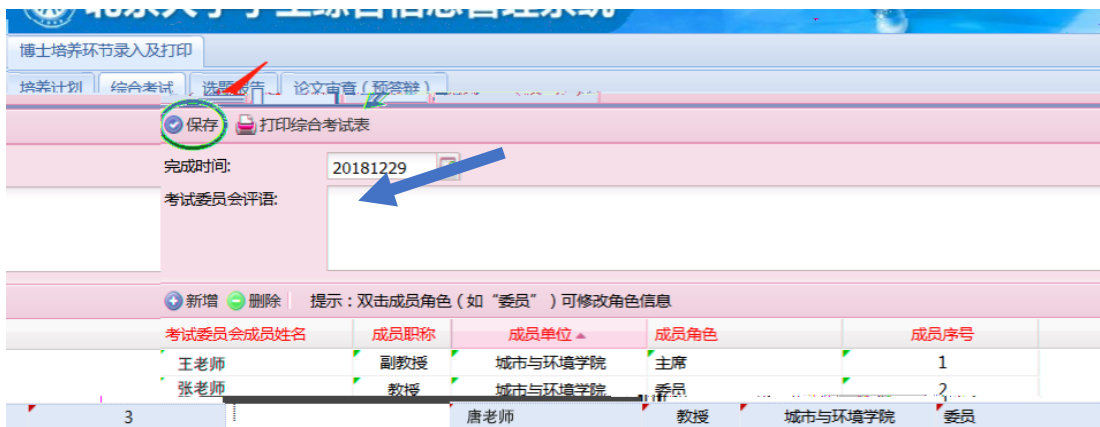 博士培养环节录入及打印
培养计划 综合考试 选题报告 论文审查（预答辩）
保存 打印综合考试表
完成时间: 20181229
考试委员会评语:
新增 删除 提示：双击成员角色（如“委员”）可修改角色信息
考试委员会成员姓名 成员职称 成员单位 成员角色 成员序号
王老师 副教授 城市与环境学院 主席 1
张老师 教授 城市与环境学院 委员 2
3 唐老师 教授 城市与环境学院 委员